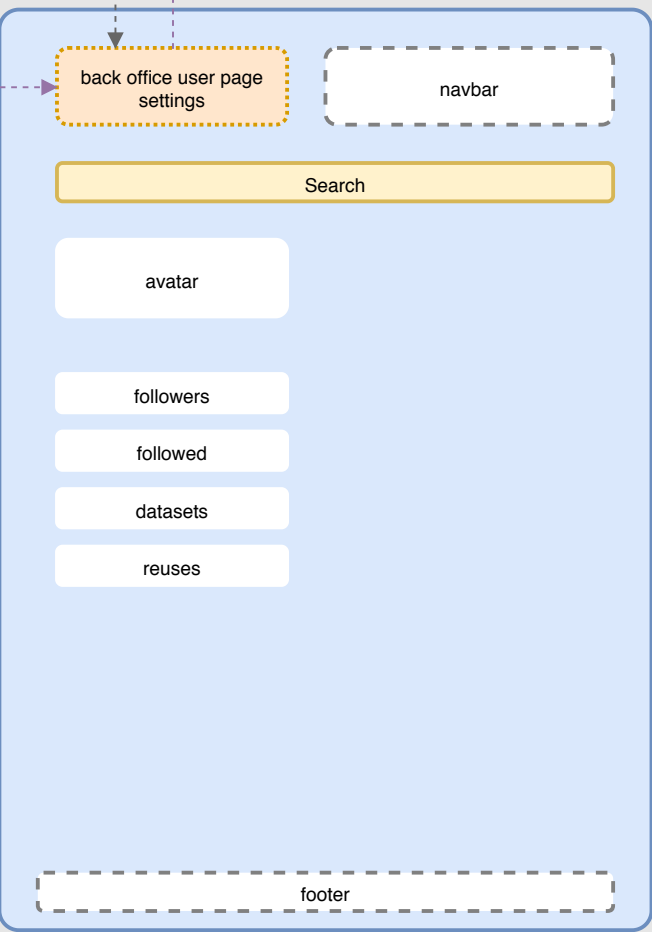 back office user page
settings
navbar
Search
avatar
followers
followed
datasets
reuses
footer